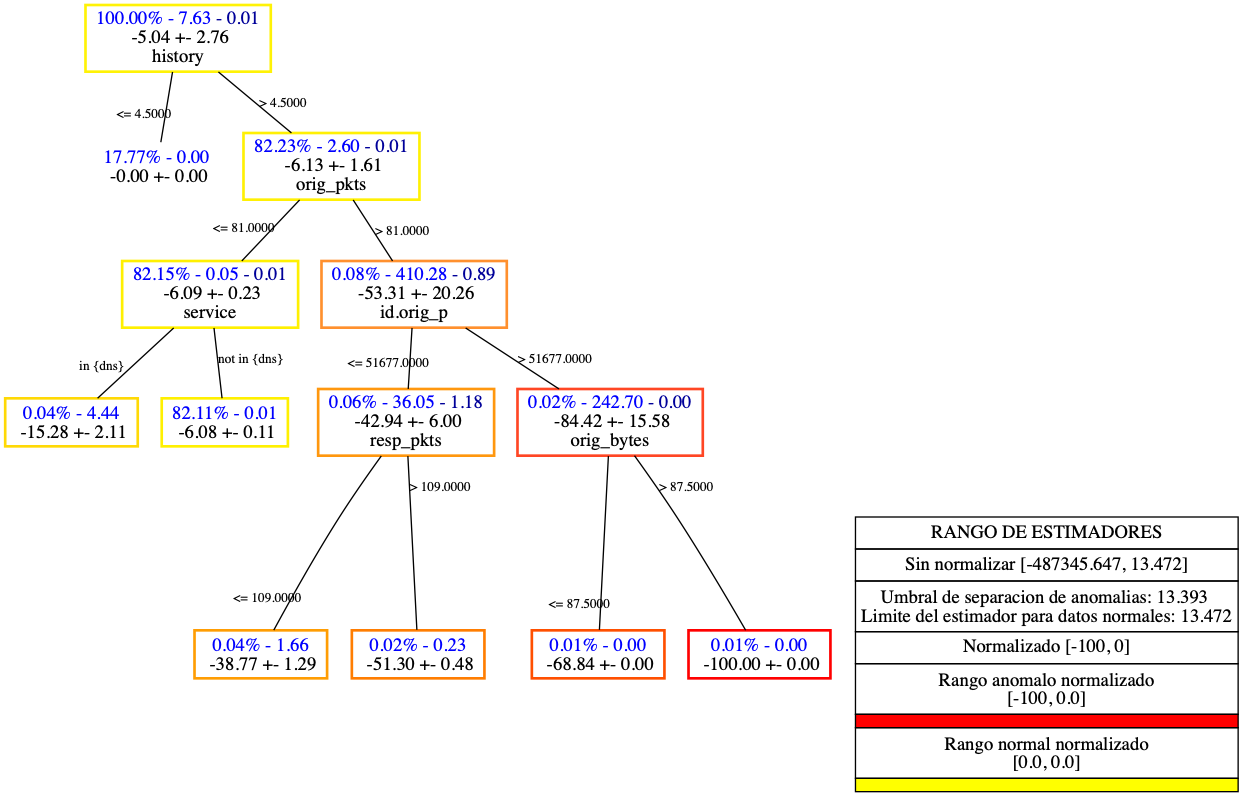 100.00% - 7.63 - 0.01
-5.04 +- 2.76
history
<= 4.5000
> 4.5000
17.77% - 0.00
-0.00 +- 0.00
82.23% - 2.60 - 0.01
-6.13 +- 1.61
orig_pkts
<= 81.0000
> 81.0000
82.15% - 0.05 - 0.01
-6.09 +- 0.23
service
0.08% - 410.28 - 0.89
-53.31 +- 20.26
id.orig_p
in {dns}
not in {dns}
<= 51677.0000
> 51677.0000
0.04% - 4.44
-15.28 +- 2.11
82.11% - 0.01
-6.08 +- 0.11
0.06% - 36.05 - 1.18
-42.94 +- 6.00
resp_pkts
0.02% - 242.70 - 0.00
-84.42 +- 15.58
orig_bytes
<= 109.0000
> 109.0000
<= 87.5000
> 87.5000
0.04% - 1.66
-38.77 +- 1.29
0.02% - 0.23
-51.30 +- 0.48
0.01% - 0.00
-68.84 +- 0.00
0.01% - 0.00
-100.00 +- 0.00
RANGO DE ESTIMADORES
Sin normalizar [-487345.647, 13.472]
Umbral de separacion de anomalias: 13.393
Limite del estimador para datos normales: 13.472
Normalizado [-100, 0]
Rango anomalo normalizado
[-100, 0.0]
Rango normal normalizado
[0.0, 0.0]